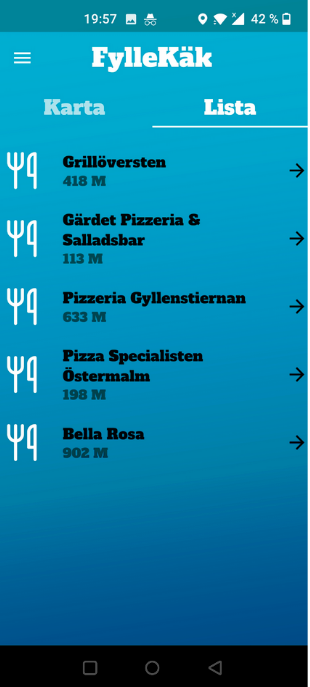 19:57 42 %
FylleKäk
Karta Lista
Grillöversten
418 M
Gärdet Pizzeria &
Salladsbar
113 M
Pizzeria Gyllenstiernan
633 M
Pizza Specialisten
Östermalm
198 M
Bella Rosa
902 M